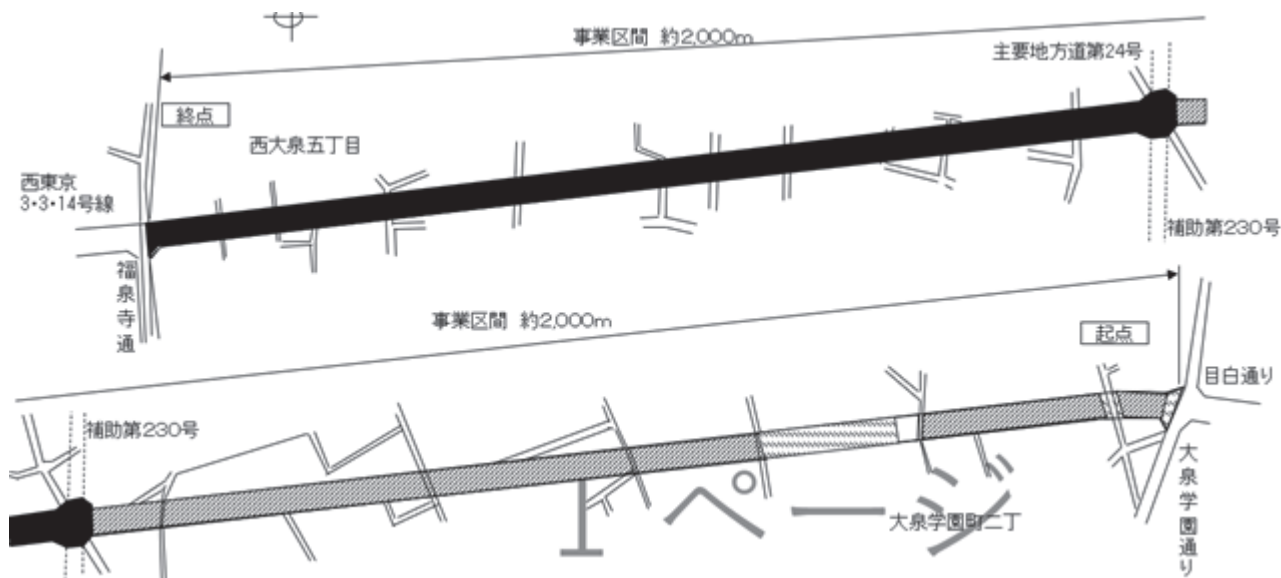 事業区間 約2,000m
主要地方道第24号
終点
西大泉五丁目
西東京
3・3・14号線
補助第230号
福泉寺通
事業区間 約2,000m
起点
目白通り
補助第230号
大泉学園町二丁
大泉学園通り
ページ